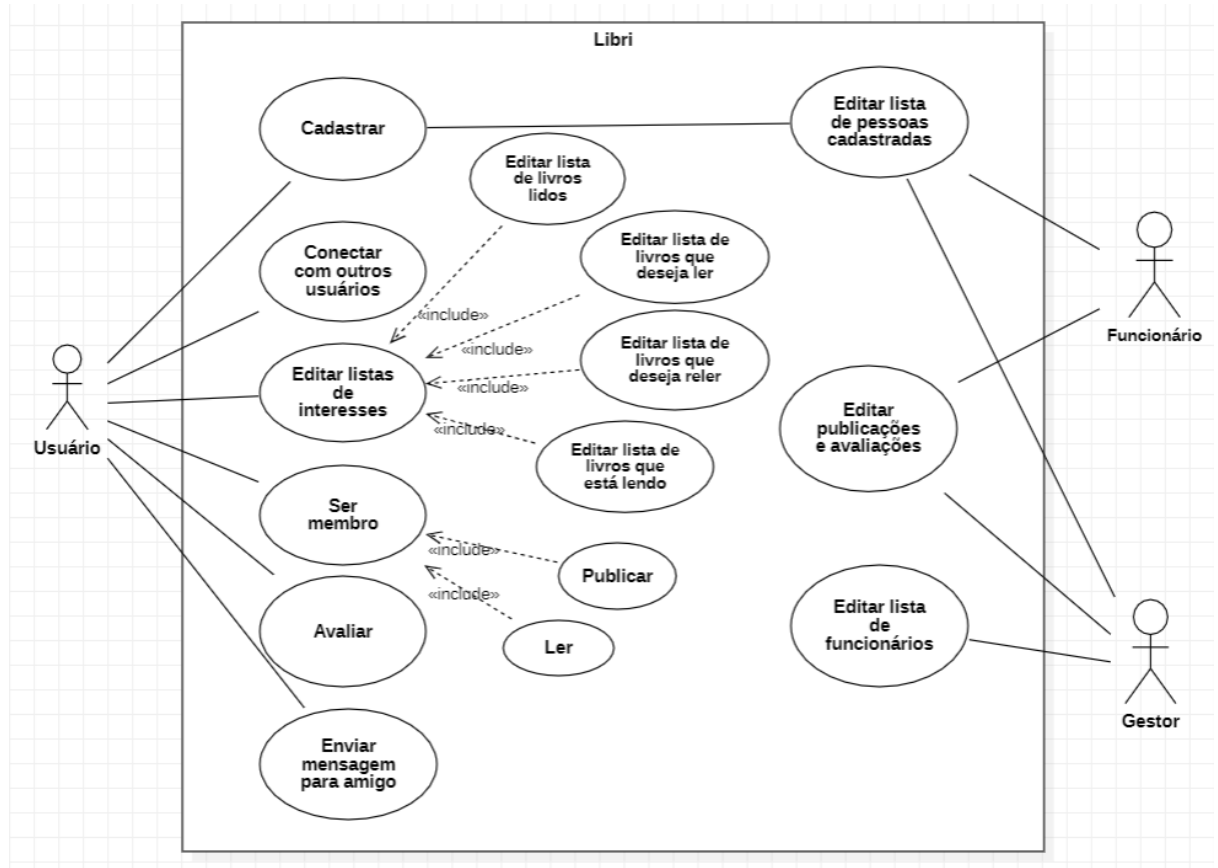 Libri
Cadastrar
Editar lista
de pessoas
cadastradas
Editar lista
de livros
lidos
Conectar
com outros
usuários
Editar lista de
livros que
deseja ler
«include»
«include»
Editar lista de
livros que
deseja reler
«include»
Editar listas
de
interesses
«include»
Editar lista de
livros que
está lendo
Editar
publicações
e avaliações
Funcionário
Usuário
Ser
membro
«include»
Publicar
«include»
Ler
Avaliar
Editar lista
de
funcionários
Gestor
Enviar
mensagem
para amigo